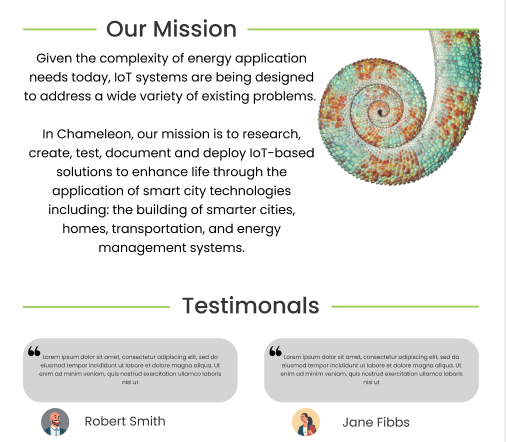 Our Mission
Given the complexity of energy application
needs today, IoT systems are being designed
to address a wide variety of existing problems.
In Chameleon, our mission is to research,
create, test, document and deploy IoT-based
solutions to enhance life through the
application of smart city technologies
including: the building of smarter cities,
homes, transportation, and energy
management systems.
Testimonals
❝ Lorem ipsum dolor sit amet, consectetur adipiscing elit, sed do
eiusmod tempor incididunt ut labore et dolore magna aliqua. Ut
enim ad minim veniam, quis nostrud exercitation ullamco laboris
nisi ut
Robert Smith
❝ Lorem ipsum dolor sit amet, consectetur adipiscing elit, sed do
eiusmod tempor incididunt ut labore et dolore magna aliqua. Ut
enim ad minim veniam, quis nostrud exercitation ullamco laboris
nisi ut
Jane Fibbs